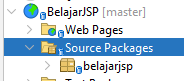 BelajarJSP [master]
Web Pages
Source Packages
belajarjsp